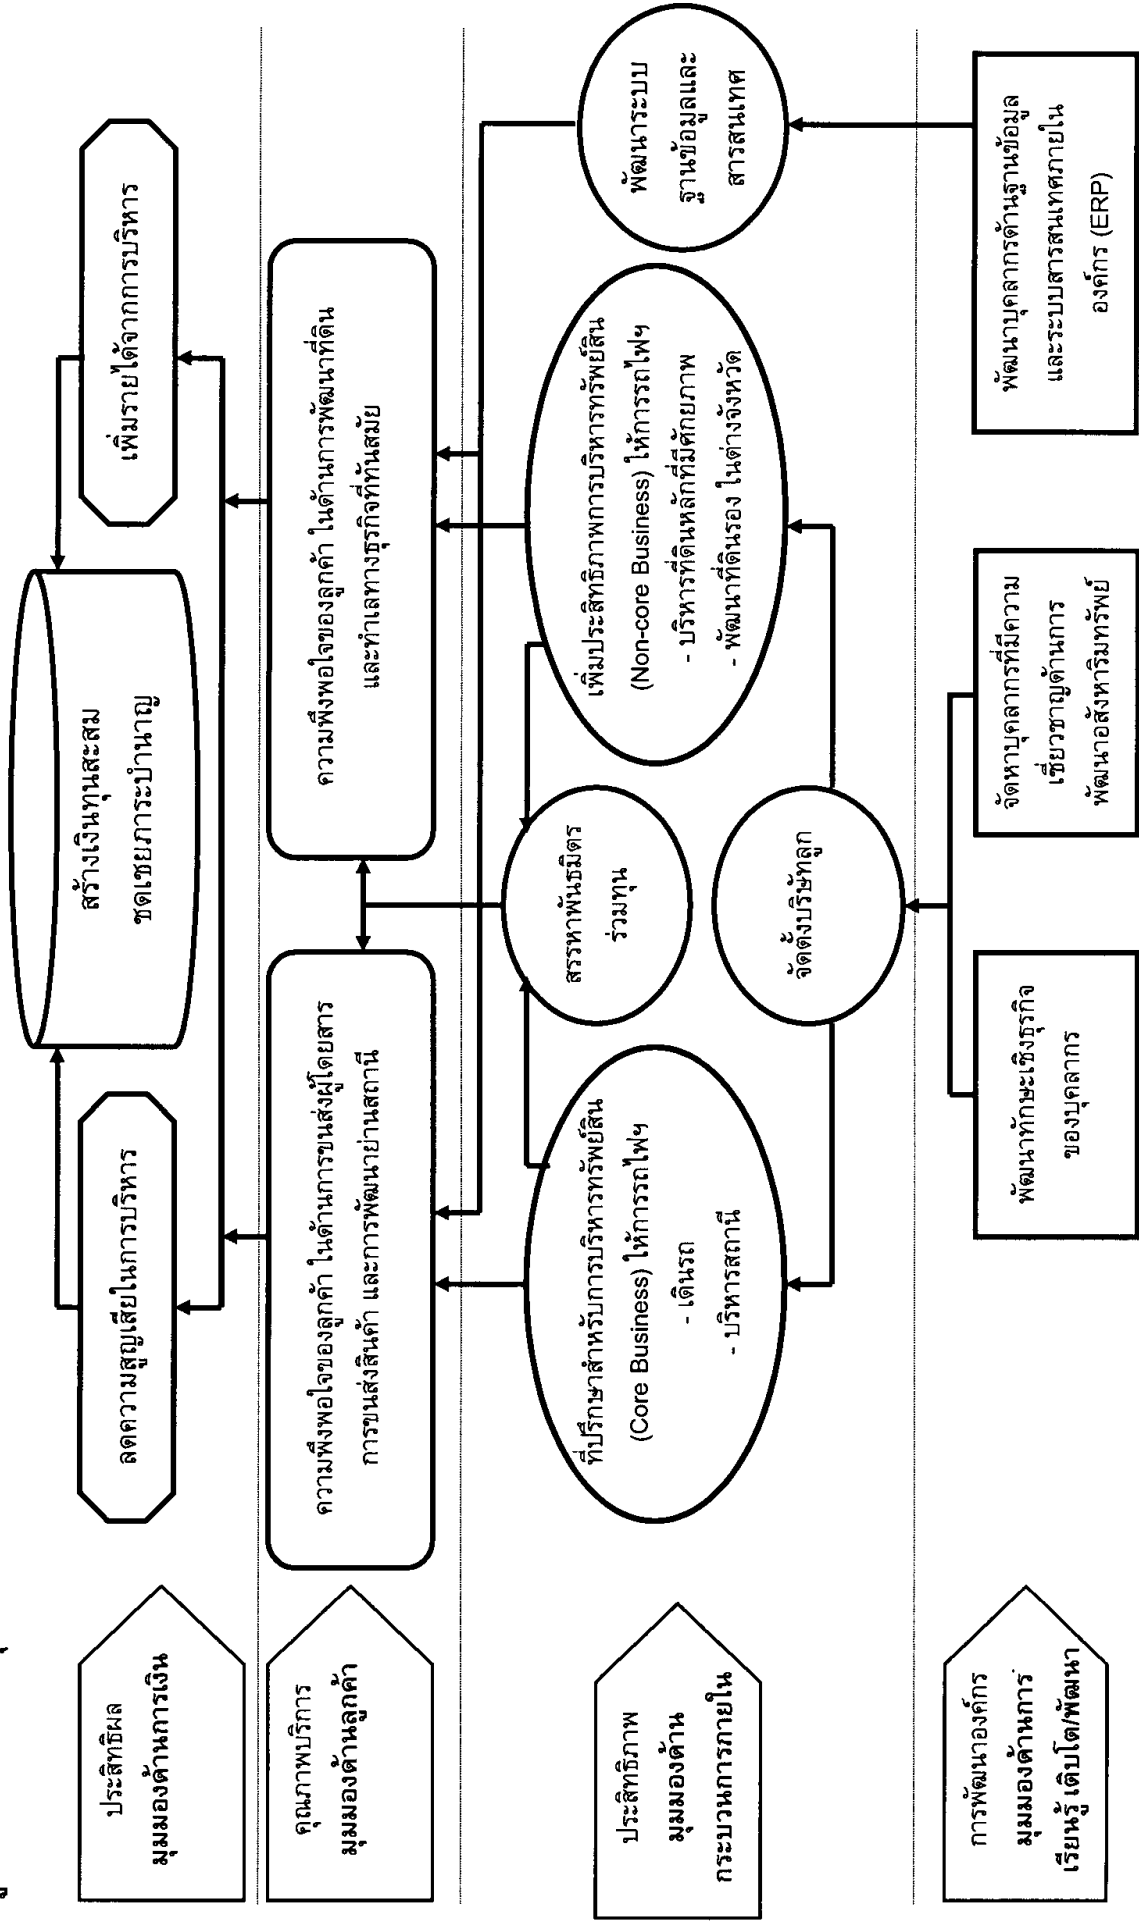 ประสิทธิผล
มุมมองด้านการเงิน
ลดความสูญเสียในการบริหาร
สร้างเงินทุนสะสม
ชดเชยภาระบำนาญ
เพิ่มรายได้จากการบริหาร
คุณภาพบริการ
มุมมองด้านลูกค้า
ความพึงพอใจของลูกค้า ในด้านการขนส่งผู้โดยสาร
การขนส่งสินค้า และการพัฒนาย่านสถานี
ความพึงพอใจของลูกค้า ในด้านการพัฒนาที่ดิน
และทำเลทางธุรกิจที่ทันสมัย
ประสิทธิภาพ
มุมมองด้าน
กระบวนการภายใน
ที่ปรึกษาสำหรับการบริหารทรัพย์สิน
(Core Business) ให้การรถไฟฯ
- เดินรถ
- บริหารสถานี
สรรหาพันธมิตร
ร่วมทุน
จัดตั้งบริษัทลูก
เพิ่มประสิทธิภาพการบริหารทรัพย์สิน
(Non-core Business) ให้การรถไฟฯ
- บริหารที่ดินหลักที่มีศักยภาพ
- พัฒนาที่ดินรอง ในต่างจังหวัด
พัฒนาระบบ
ฐานข้อมูลและ
สารสนเทศ
การพัฒนาองค์กร
มุมมองด้านการ
เรียนรู้ เติบโต/พัฒนา
พัฒนาทักษะเชิงธุรกิจ
ของบุคลากร
จัดหาบุคลากรที่มีความ
เชี่ยวชาญด้านการ
พัฒนาอสังหาริมทรัพย์
พัฒนาบุคลากรด้านฐานข้อมูล
และระบบสารสนเทศภายใน
องค์กร (ERP)